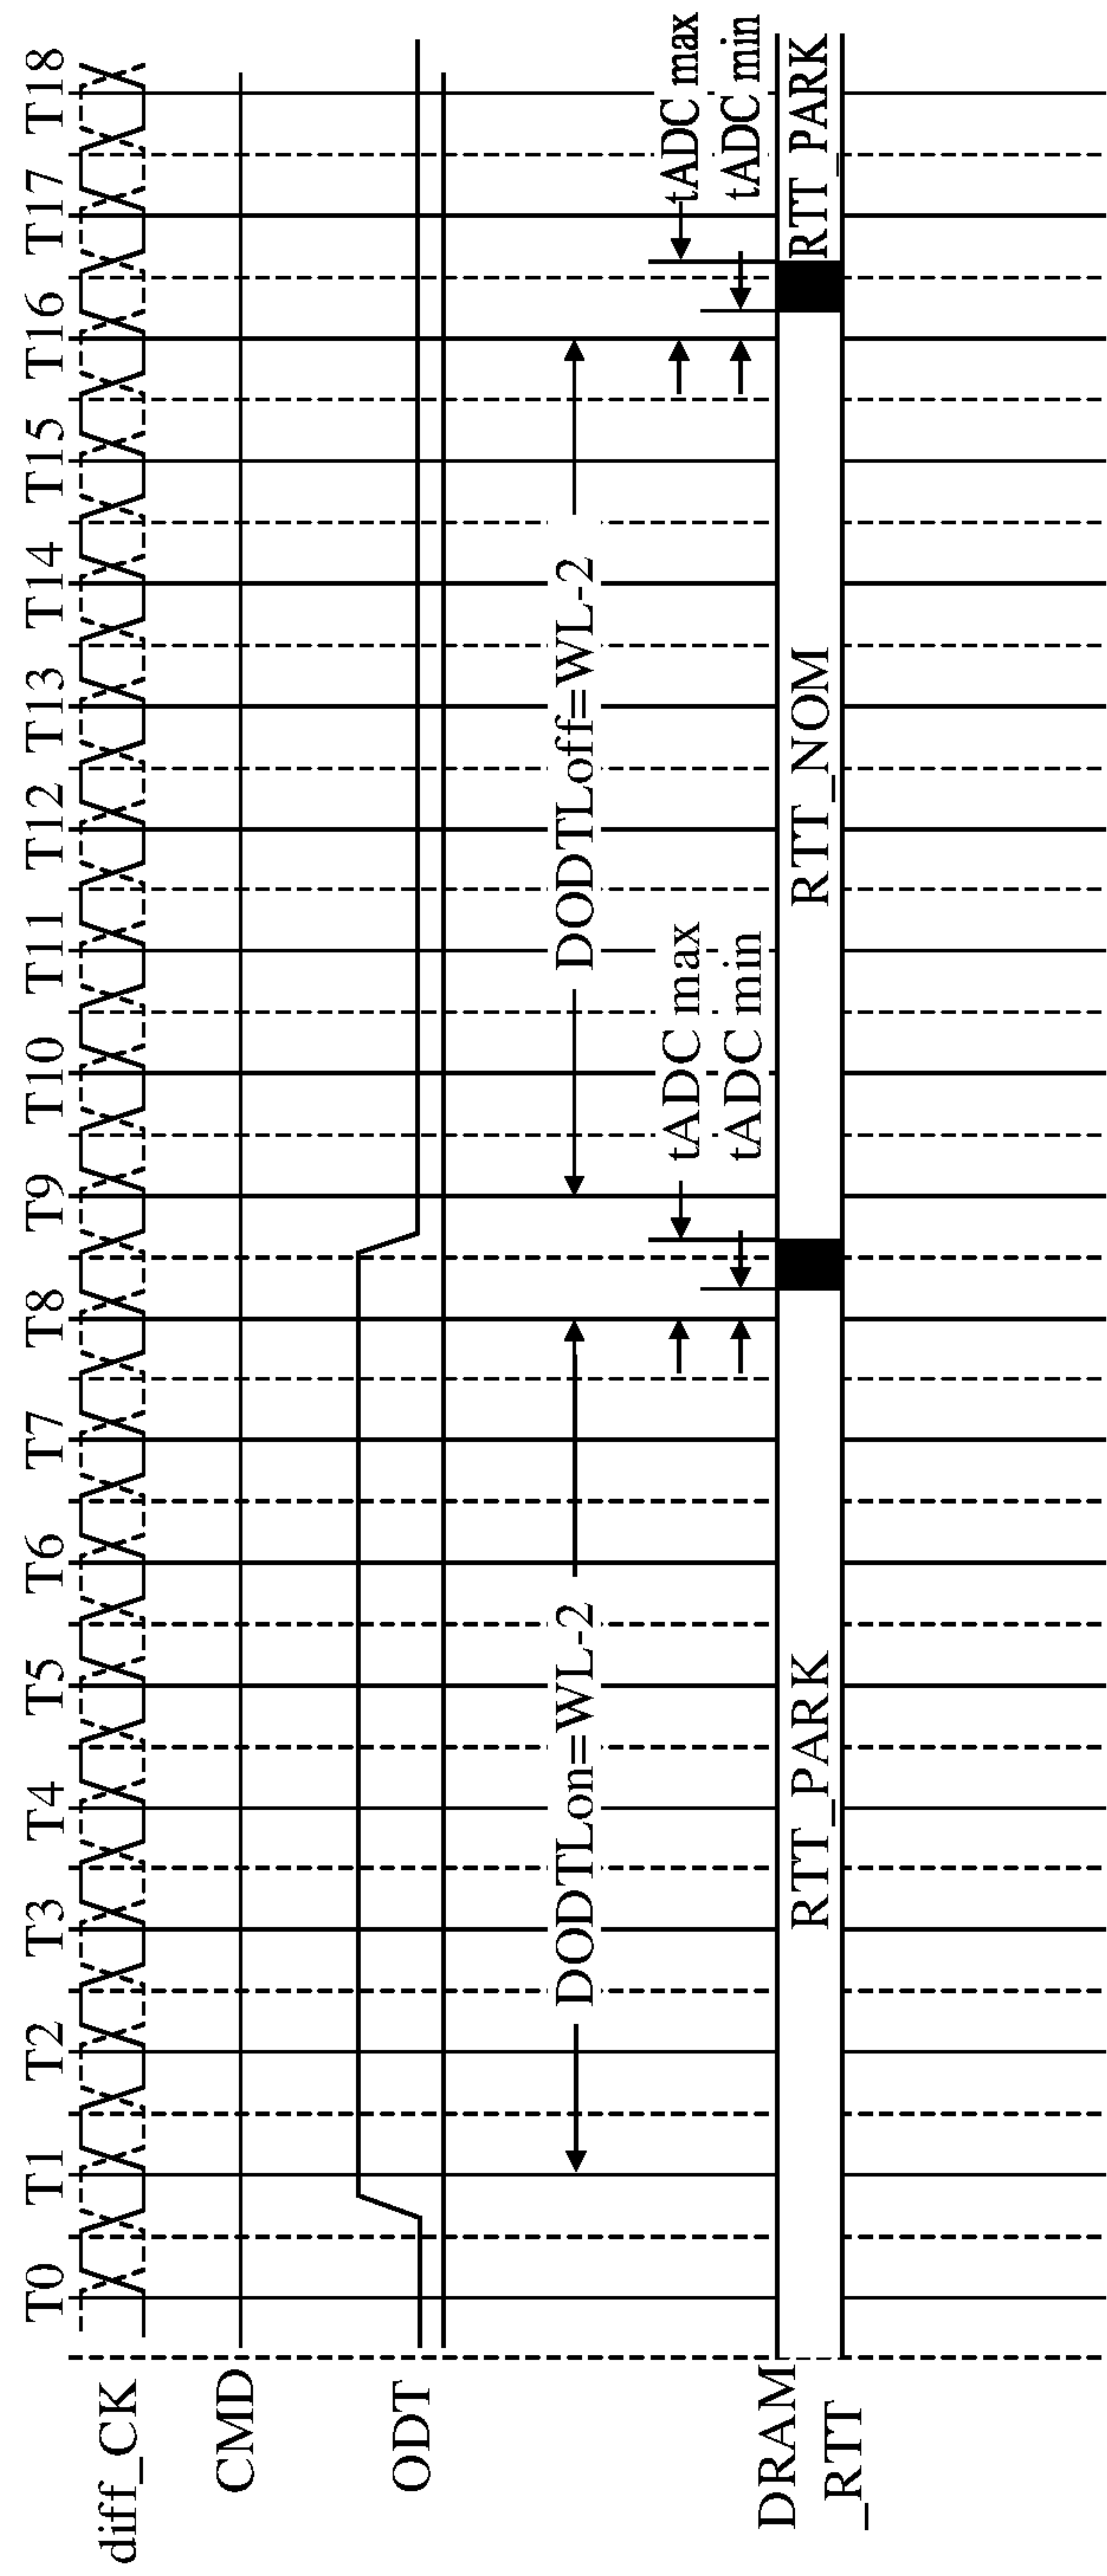 T0 T1 T2 T3 T4 T5 T6 T7 T8 T9 T10 T11 T12 T13 T14 T15 T16 T17 T18
diff_CK
CMD
ODT
DODTLon=WL-2
DODTLoff=WL-2
tADC max
tADC min
tADC max
tADC min
DRAM
_RTT
RTT_PARK
RTT_NOM
RTT_PARK